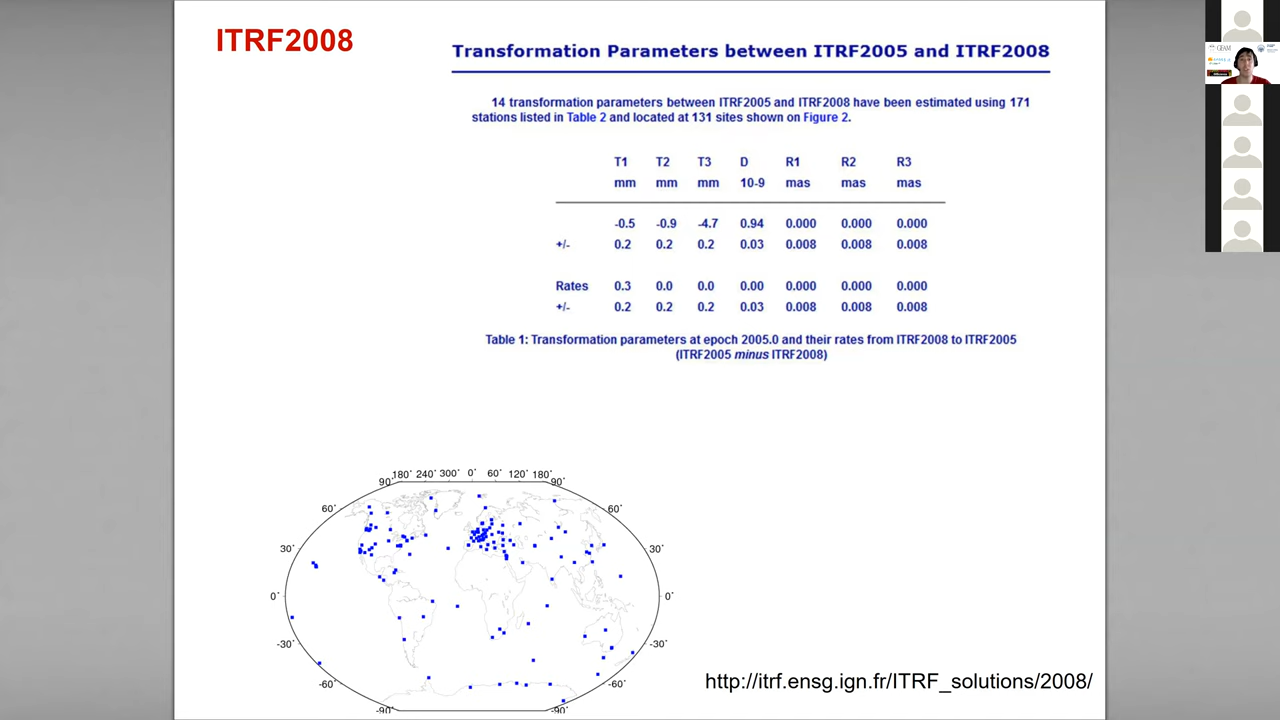 ITRF2008
Transformation Parameters between ITRF2005 and ITRF2008
14 transformation parameters between ITRF2005 and ITRF2008 have been estimated using 171
stations listed in Table 2 and located at 131 sites shown on Figure 2.
T1 T2 T3 D R1 R2 R3
mm mm mm 10-9 mas mas mas
-0.5 -0.9 -4.7 0.94 0.000 0.000 0.000
+/- 0.2 0.2 0.2 0.03 0.008 0.008 0.008
Rates 0.3 0.0 0.0 0.00 0.000 0.000 0.000
+/- 0.2 0.2 0.2 0.03 0.008 0.008 0.008
Table 1: Transformation parameters at epoch 2005.0 and their rates from ITRF2008 to ITRF2005
(ITRF2005 minus ITRF2008)
180˚ 240˚ 300˚ 0˚ 60˚ 120˚ 180˚
90˚ 90˚
60˚ 60˚
30˚ 30˚
0˚ 0˚
-30˚ -30˚
-60˚ -60˚
-90˚ -90˚
http://itrf.ensg.ign.fr/ITRF_solutions/2008/
GEAM